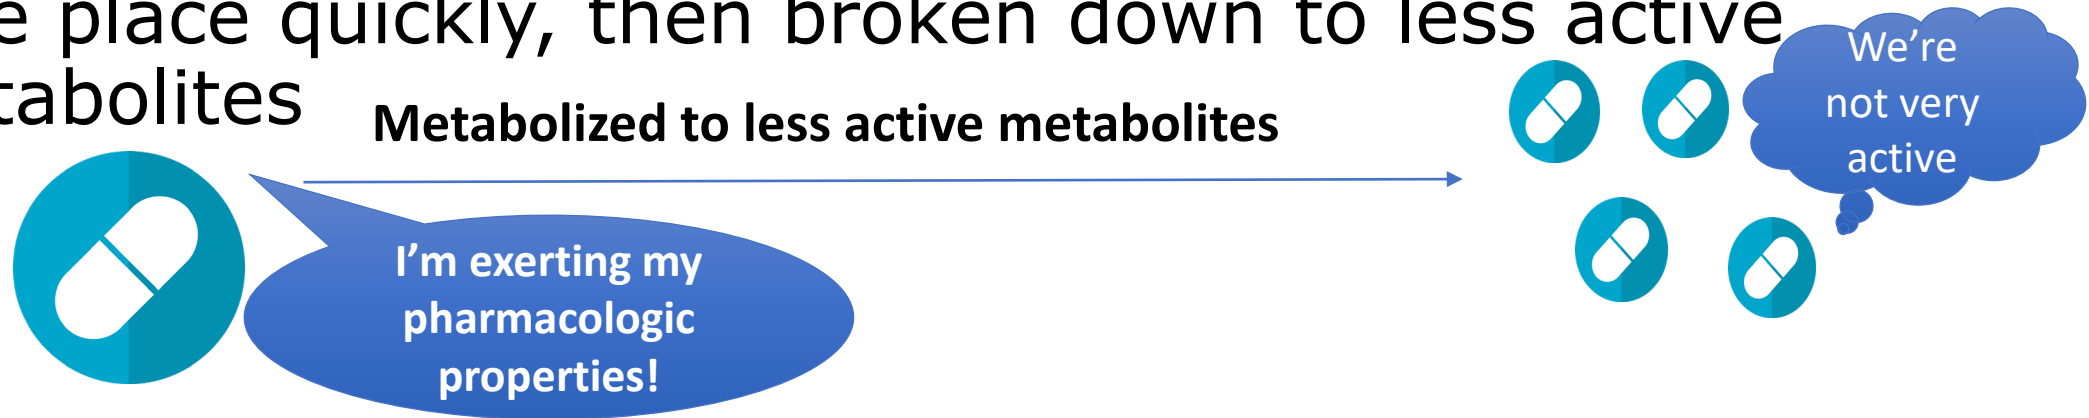 e place quickly, then broken down to less active
tabolites
Metabolized to less active metabolites
We're
not very
active
I'm exerting my
pharmacologic
properties!